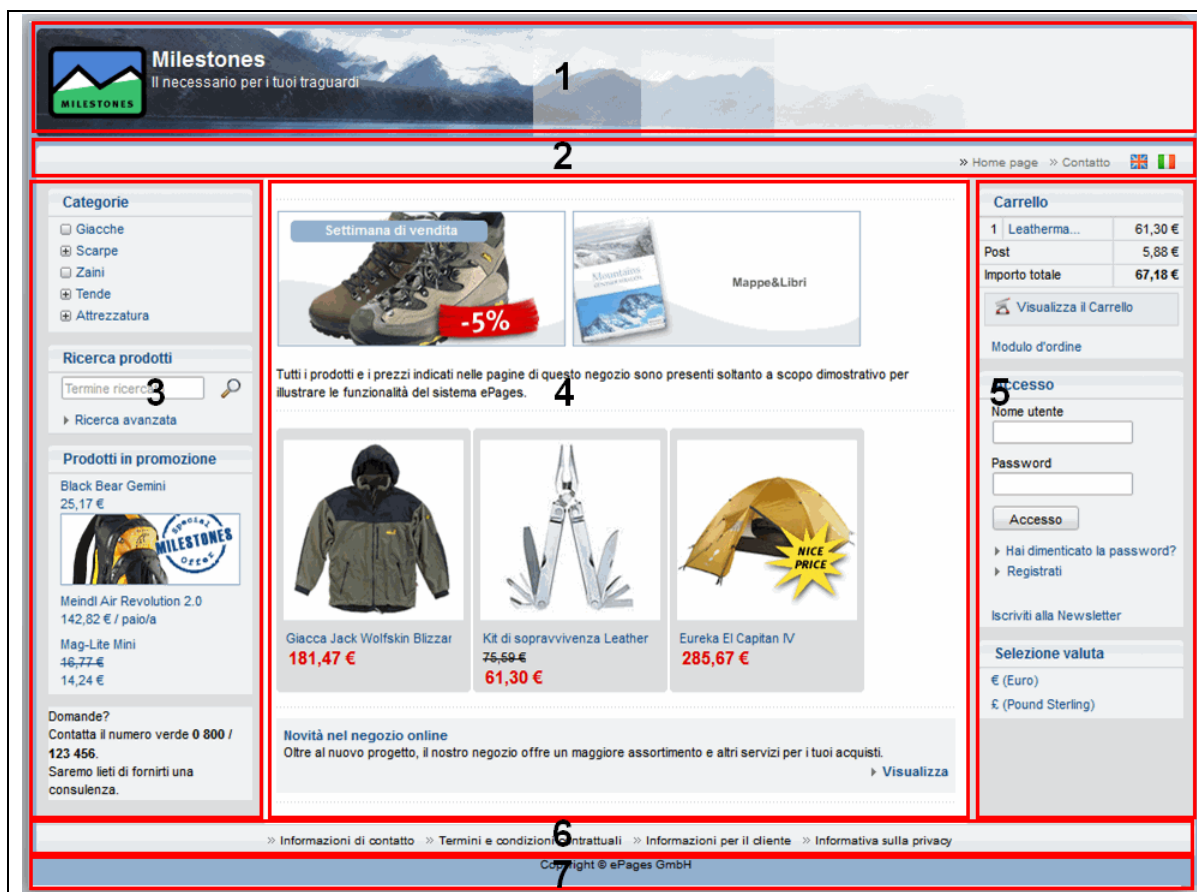 Milestones
Il necessario per i tuoi traguardi
MILESTONES
1
2
» Home page » Contatto
Categorie
Giacche
Scarpe
Zaini
Tende
Attrezzatura
Ricerca prodotti
Termine ricerca
3
Ricerca avanzata
Prodotti in promozione
Black Bear Gemini
25,17 €
Special
MILESTONES
Offer
Meindl Air Revolution 2.0
142,82 € / paio/a
Mag-Lite Mini
16,77 €
14,24 €
Domande?
Contatta il numero verde 0 800 /
123 456.
Saremo lieti di fornirti una
consulenza.
Settimana di vendita
-5%
Mountains
Mappe&Libri
Tutti i prodotti e i prezzi indicati nelle pagine di questo negozio sono presenti soltanto a scopo dimostrativo per
illustrare le funzionalità del sistema ePages.
4
NICE
PRICE
Giacca Jack Wolfskin Blizzar
181,47 €
Kit di sopravvivenza Leather
75,59 €
61,30 €
Eureka El Capitan IV
285,67 €
Novità nel negozio online
Oltre al nuovo progetto, il nostro negozio offre un maggiore assortimento e altri servizi per i tuoi acquisti.
Visualizza
Carrello
1 Leatherma... 61,30 €
Post 5,88 €
Importo totale 67,18 €
Visualizza il Carrello
Modulo d'ordine
Accesso
5
Nome utente
Password
Accesso
Hai dimenticato la password?
Registrati
Iscriviti alla Newsletter
Selezione valuta
€ (Euro)
£ (Pound Sterling)
6
» Informazioni di contatto » Termini e condizioni contrattuali » Informazioni per il cliente » Informativa sulla privacy
Copyright © ePages GmbH
7